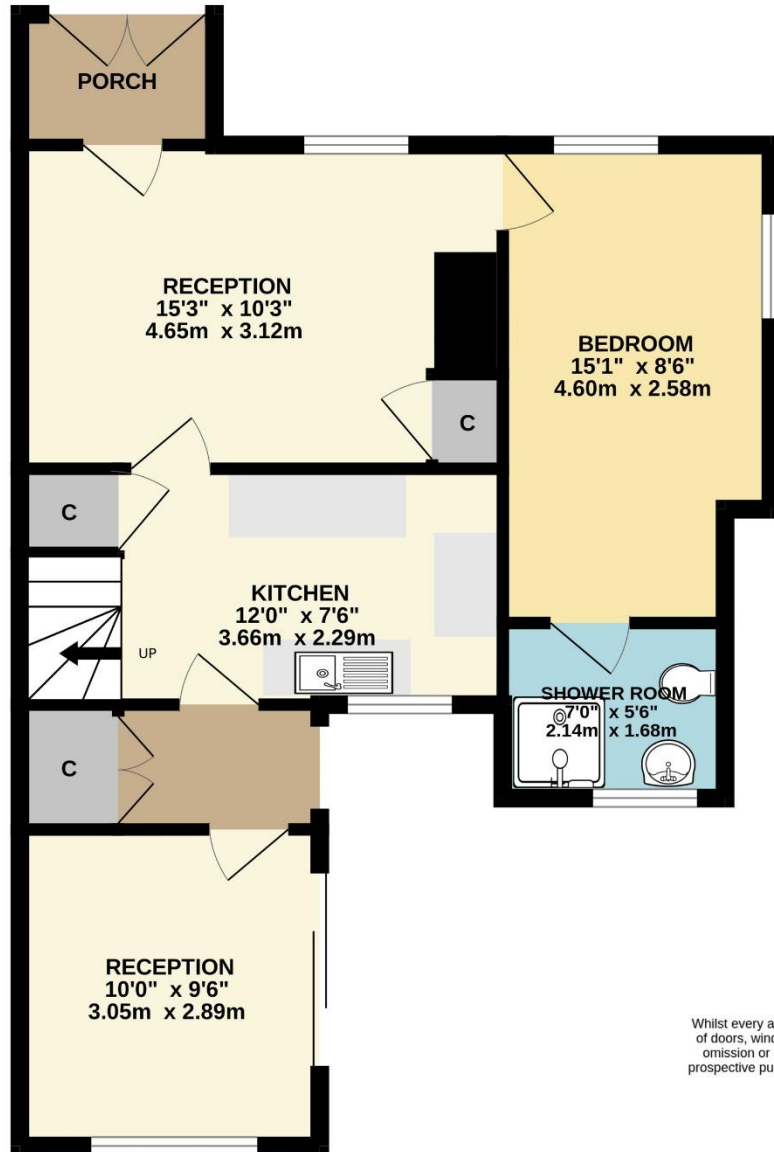 PORCH
RECEPTION
15'3" x 10'3"
4.65m x 3.12m
BEDROOM
15'1" x 8'6"
4.60m x 2.58m
C
C
KITCHEN
12'0" x 7'6"
3.66m x 2.29m
UP
SHOWER ROOM
7'0" x 5'6"
2.14m x 1.68m
C
RECEPTION
10'0" x 9'6"
3.05m x 2.89m
Whilst every a
of doors, wind
omission or
prospective pu